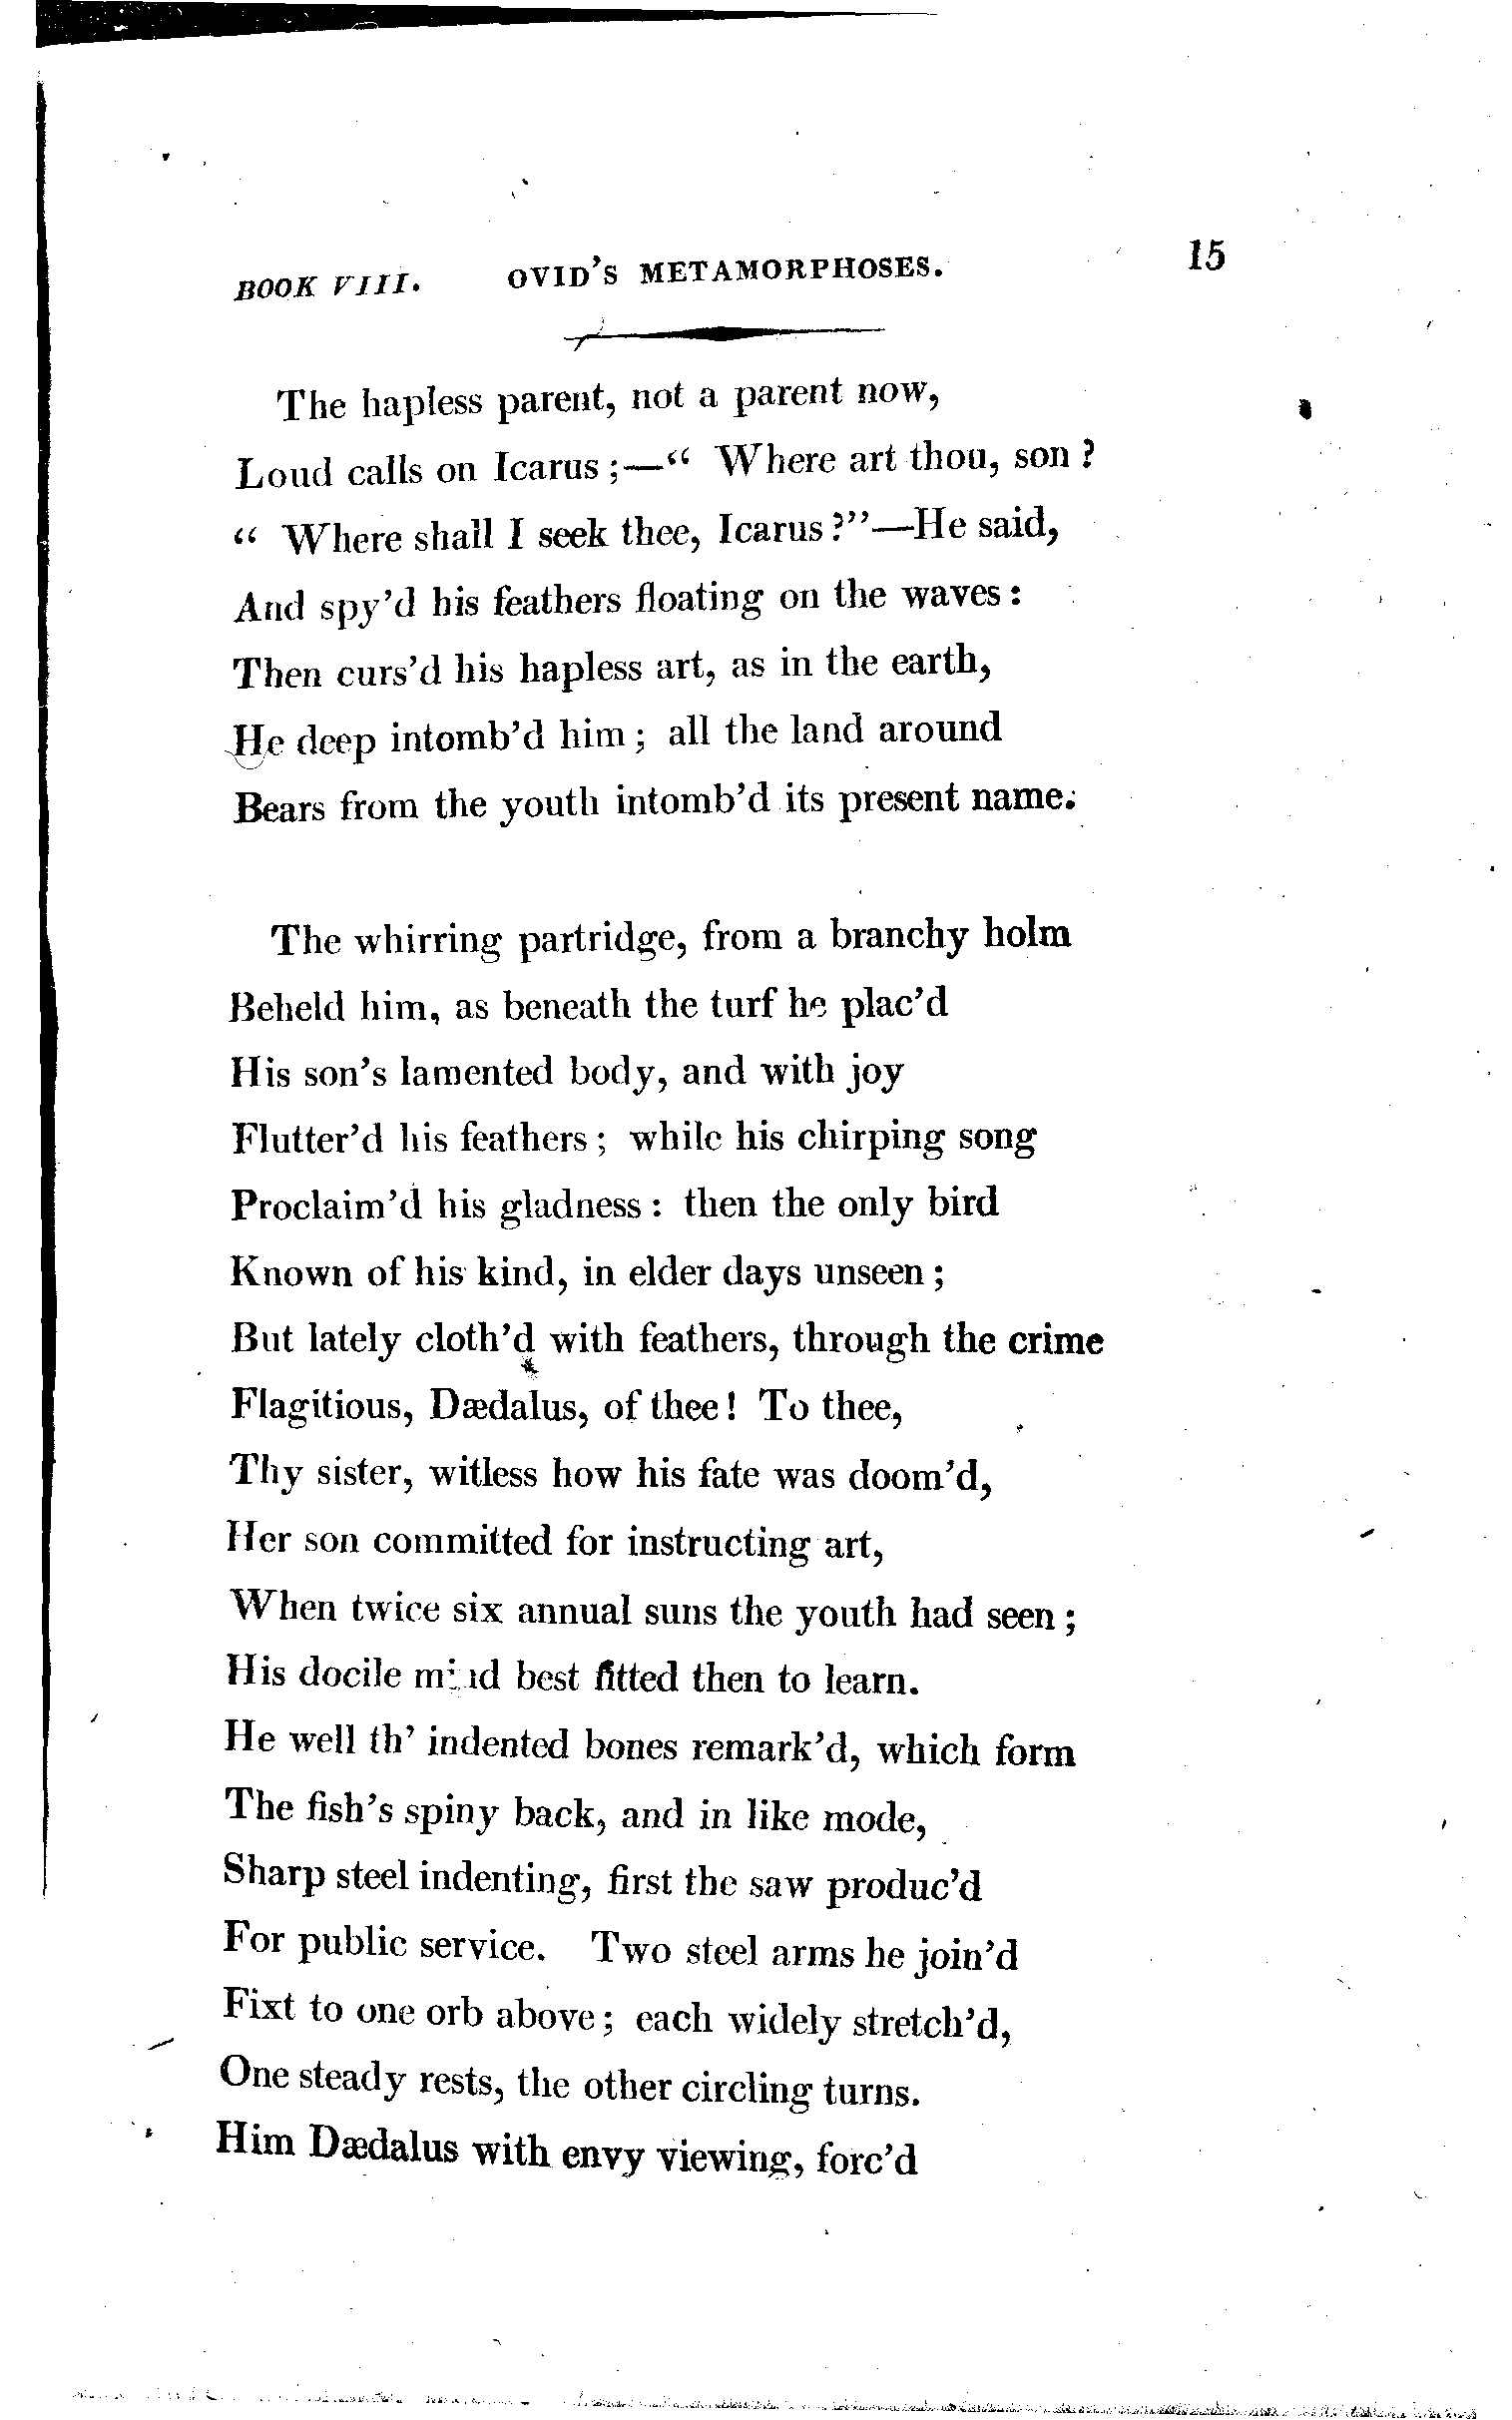 BOOK VIII. OVID'S METAMORPHOSES. 15
The hapless parent, not a parent now,
Loud calls on Icarus;—“ Where art thou, son?
“ Where shall I seek thee, Icarus?”—He said,
And spy'd his feathers floating on the waves:
Then curs'd his hapless art, as in the earth,
He deep intomb'd him; all the land around
Bears from the youth intomb'd its present name.
The whirring partridge, from a branchy holm
Beheld him, as beneath the turf he plac'd
His son's lamented body, and with joy
Flutter'd his feathers; while his chirping song
Proclaim'd his gladness: then the only bird
Known of his kind, in elder days unseen;
But lately cloth'd with feathers, through the crime
Flagitious, Dædalus, of thee! To thee,
Thy sister, witless how his fate was doom'd,
Her son committed for instructing art,
When twice six annual suns the youth had seen;
His docile mind best fitted then to learn.
He well th' indented bones remark'd, which form
The fish's spiny back, and in like mode,
Sharp steel indenting, first the saw produc'd
For public service. Two steel arms he join'd
Fixt to one orb above; each widely stretch'd,
One steady rests, the other circling turns.
Him Dædalus with envy viewing, forc'd